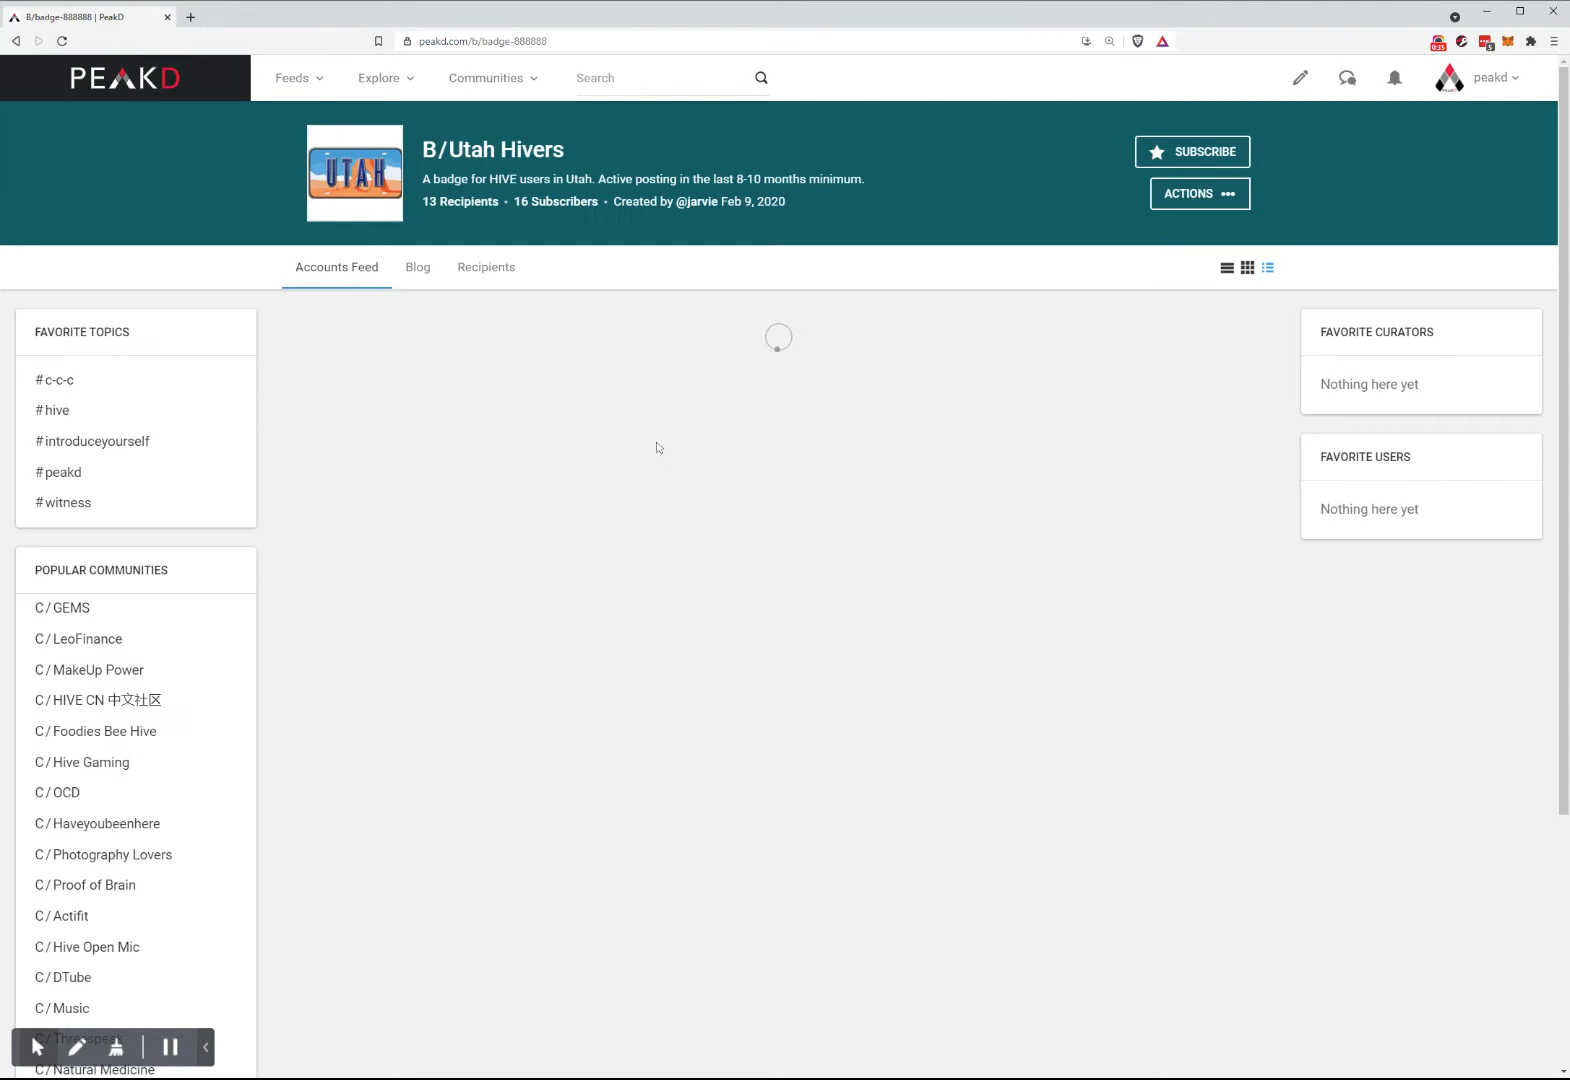 B/badge-888888 | PeakD
peakd.com/b/badge-888888
0:35
5
PEAKD
Feeds
Explore
Communities
Search
peakd
UTAH
B/Utah Hivers
A badge for HIVE users in Utah. Active posting in the last 8-10 months minimum.
13 Recipients • 16 Subscribers • Created by @jarvie Feb 9, 2020
SUBSCRIBE
ACTIONS •••
Accounts Feed
Blog
Recipients
FAVORITE TOPICS
#c-c-c
#hive
#introduceyourself
#peakd
#witness
POPULAR COMMUNITIES
C/GEMS
C/LeoFinance
C/MakeUp Power
C/HIVE CN 中文社区
C/Foodies Bee Hive
C/Hive Gaming
C/OCD
C/Haveyoubeenhere
C/Photography Lovers
C/Proof of Brain
C/Actifit
C/Hive Open Mic
C/DTube
C/Music
C/Threespeak
C/Natural Medicine
FAVORITE CURATORS
Nothing here yet
FAVORITE USERS
Nothing here yet